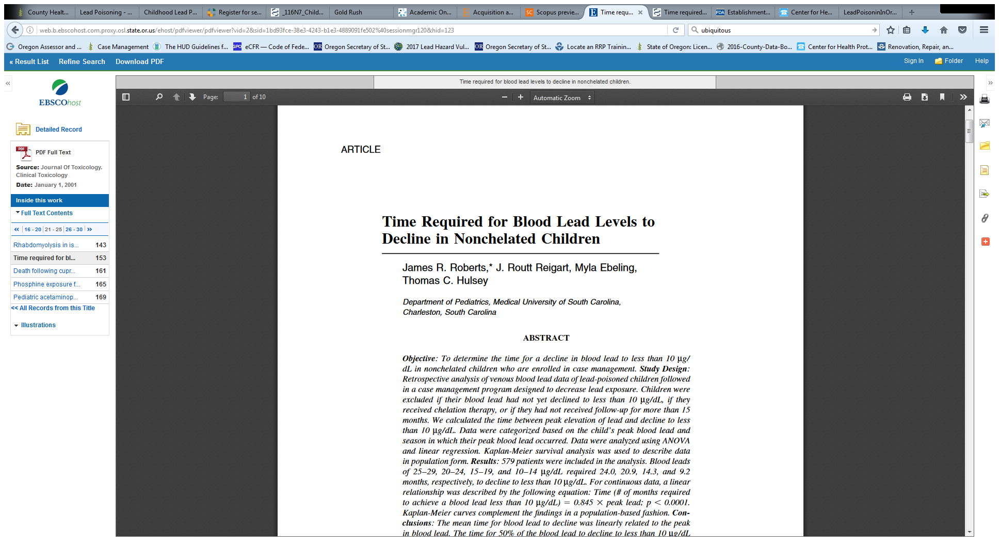 County Heal...
Lead Poisoning - ...
Childhood Lead P...
Register for se...
_116N7_Child...
Gold Rush
Academic On...
Acquisition a...
Scopus previe...
Time requ...
Time required...
Establishment...
Center for He...
LeadPoisoninInOr...
web.b.ebscohost.com.proxy.osl.state.or.us/ehost/pdfviewer/pdfviewer?vid=2&sid=1bd93fce-38e3-4243-b1e3-4889091fe502%40sessionmgr120&hid=123
ubiquitous
Oregon Assessor and ...
Case Management
The HUD Guidelines f...
GPO eCFR — Code of Fede...
OR Oregon Secretary of St...
2017 Lead Hazard Vul...
OR Oregon Secretary of St...
Locate an RRP Trainin...
State of Oregon: Licen...
2016-County-Data-Bo...
Center for Health Prot...
Renovation, Repair, an...
« Result List Refine Search Download PDF
Sign In Folder Help
EBSCOhost
Detailed Record
PDF PDF Full Text
Source: Journal Of Toxicology.
Clinical Toxicology
Date: January 1, 2001
Inside this work
Full Text Contents
« 16 - 20 21 - 25 26 - 30 »
Rhabdomyolysis in is... 143
Time required for bl... 153
Death following cupr... 161
Phosphine exposure f... 165
Pediatric acetaminop... 169
<< All Records from this Title
Illustrations
Time required for blood lead levels to decline in nonchelated children.
Page: 1 of 10
Automatic Zoom
ARTICLE
Time Required for Blood Lead Levels to
Decline in Nonchelated Children
James R. Roberts,* J. Routt Reigart, Myla Ebeling,
Thomas C. Hulsey
Department of Pediatrics, Medical University of South Carolina,
Charleston, South Carolina
ABSTRACT
Objective: To determine the time for a decline in blood lead to less than 10 µg/
dL in nonchelated children who are enrolled in case management. Study Design:
Retrospective analysis of venous blood lead data of lead-poisoned children followed
in a case management program designed to decrease lead exposure. Children were
excluded if their blood lead had not yet declined to less than 10 µg/dL, if they
received chelation therapy, or if they had not received follow-up for more than 15
months. We calculated the time between peak elevation of lead and decline to less
than 10 µg/dL. Data were categorized based on the child's peak blood lead and
season in which their peak blood lead occurred. Data were analyzed using ANOVA
and linear regression. Kaplan-Meier survival analysis was used to describe data
in population form. Results: 579 patients were included in the analysis. Blood leads
of 25–29, 20–24, 15–19, and 10–14 µg/dL required 24.0, 20.9, 14.3, and 9.2
months, respectively, to decline to less than 10 µg/dL. For continuous data, a linear
relationship was described by the following equation: Time (# of months required
to achieve a blood lead less than 10 µg/dL) = 0.845 × peak lead; p < 0.0001.
Kaplan-Meier curves complement the findings in a population-based fashion. Con-
clusions: The mean time for blood lead to decline was linearly related to the peak
in blood lead. The time for 50% of the blood lead to decline to less than 10 µg/dL